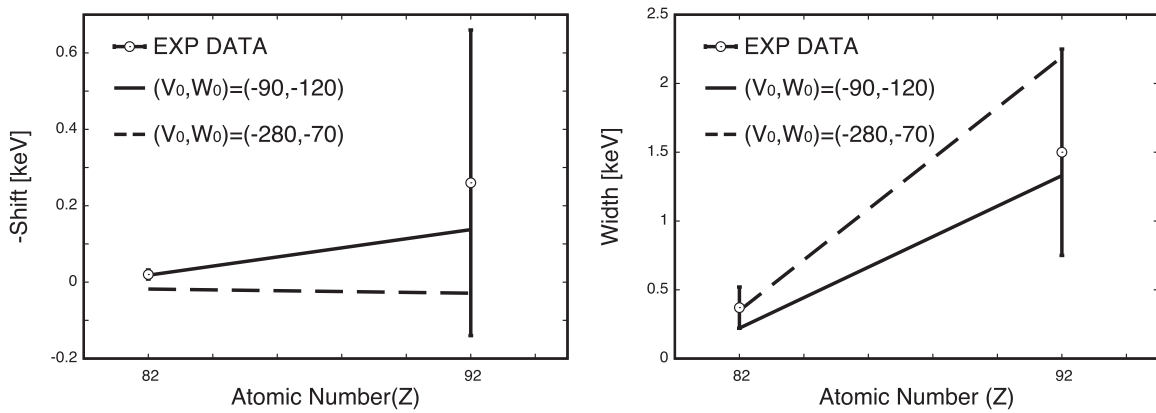 0.6
0.4
0.2
0
-0.2
-Shift [keV]
EXP DATA
(V₀,W₀)=(-90,-120)
(V₀,W₀)=(-280,-70)
82
92
Atomic Number(Z)
2.5
2
1.5
1
0.5
0
Width [keV]
EXP DATA
(V₀,W₀)=(-90,-120)
(V₀,W₀)=(-280,-70)
82
92
Atomic Number (Z)